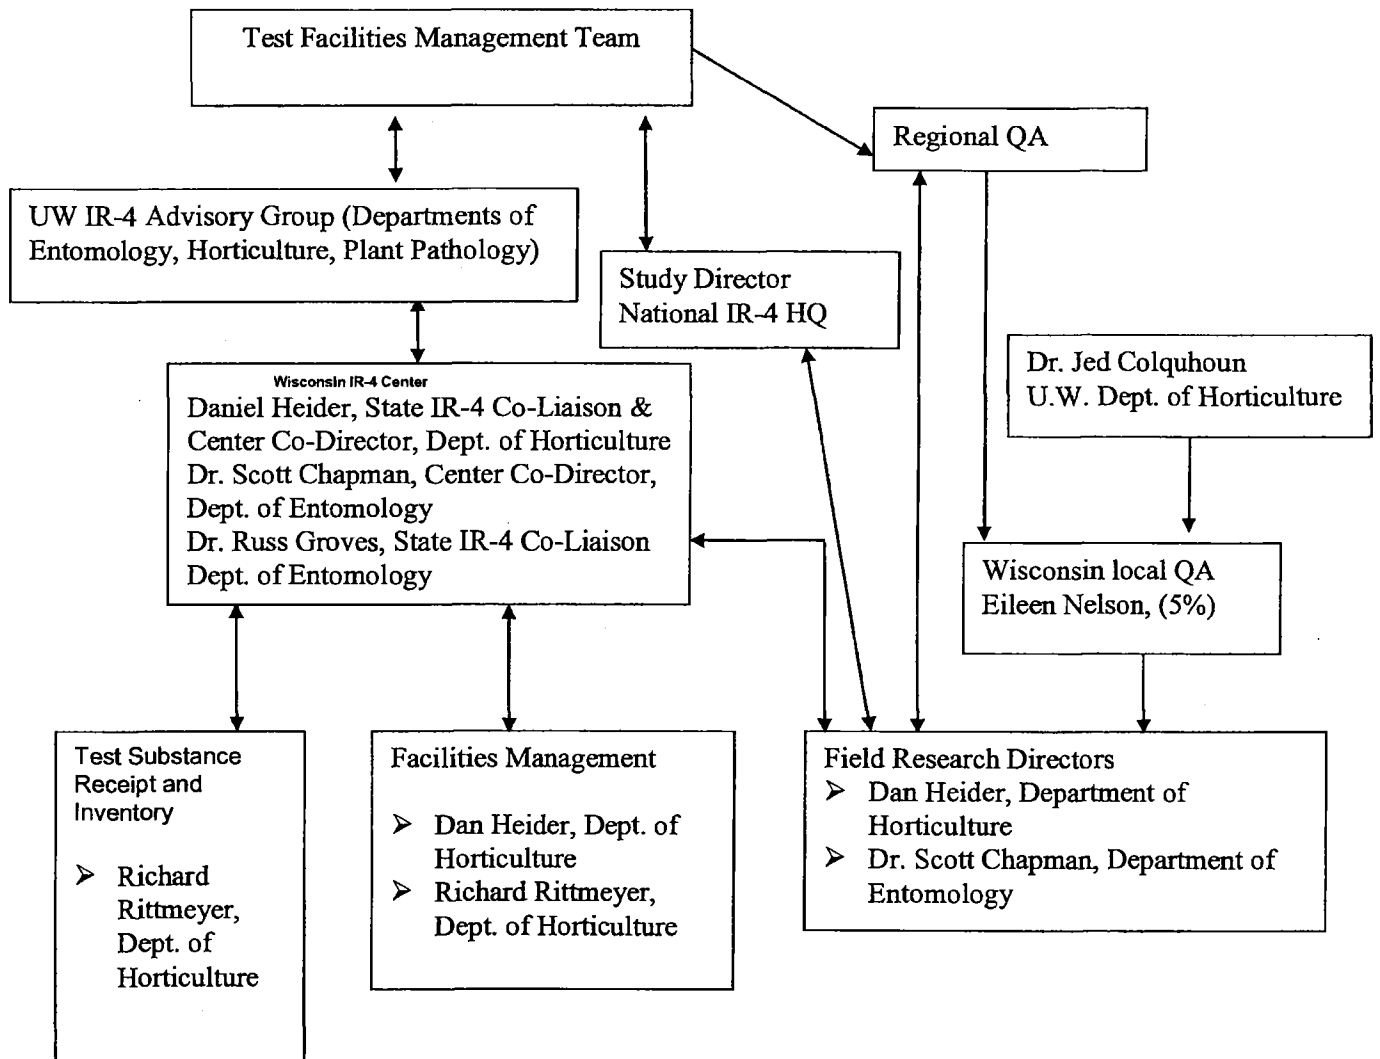 Test Facilities Management Team
Regional QA
UW IR-4 Advisory Group (Departments of
Entomology, Horticulture, Plant Pathology)
Study Director
National IR-4 HQ
Dr. Jed Colquhoun
U.W. Dept. of Horticulture
Wisconsin IR-4 Center
Daniel Heider, State IR-4 Co-Liaison &
Center Co-Director, Dept. of Horticulture
Dr. Scott Chapman, Center Co-Director,
Dept. of Entomology
Dr. Russ Groves, State IR-4 Co-Liaison
Dept. of Entomology
Wisconsin local QA
Eileen Nelson, (5%)
Test Substance
Receipt and
Inventory
➢ Richard
Rittmeyer,
Dept. of
Horticulture
Facilities Management
➢ Dan Heider, Dept. of
Horticulture
➢ Richard Rittmeyer,
Dept. of Horticulture
Field Research Directors
➢ Dan Heider, Department of
Horticulture
➢ Dr. Scott Chapman, Department of
Entomology